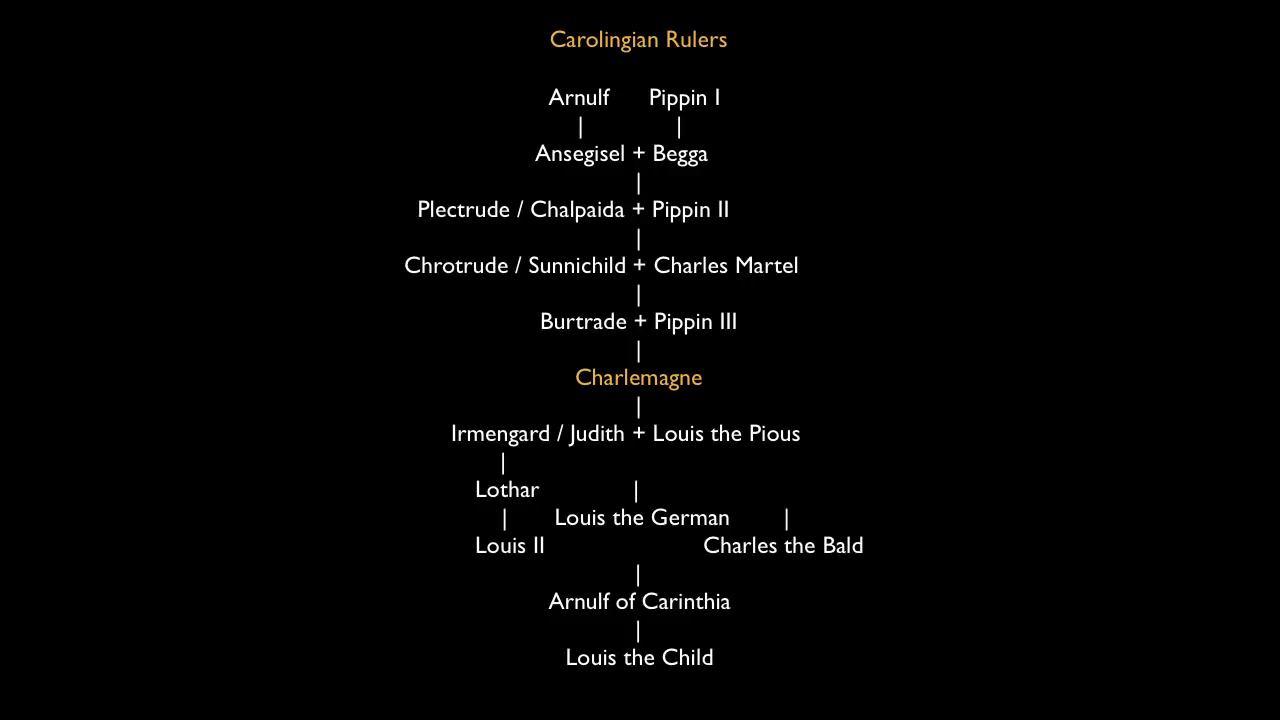 Carolingian Rulers
Arnulf Pippin I
| |
Ansegisel + Begga
|
Plectrude / Chalpaida + Pippin II
|
Chrotrude / Sunnichild + Charles Martel
|
Burtrade + Pippin III
|
Charlemagne
|
Irmengard / Judith + Louis the Pious
|
Lothar |
| Louis the German |
Louis II Charles the Bald
|
Arnulf of Carinthia
|
Louis the Child